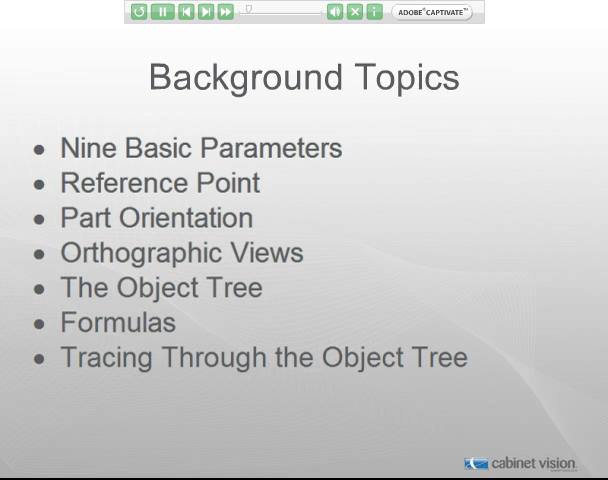 ADOBE® CAPTIVATE™
Background Topics
• Nine Basic Parameters
• Reference Point
• Part Orientation
• Orthographic Views
• The Object Tree
• Formulas
• Tracing Through the Object Tree
cabinet vision